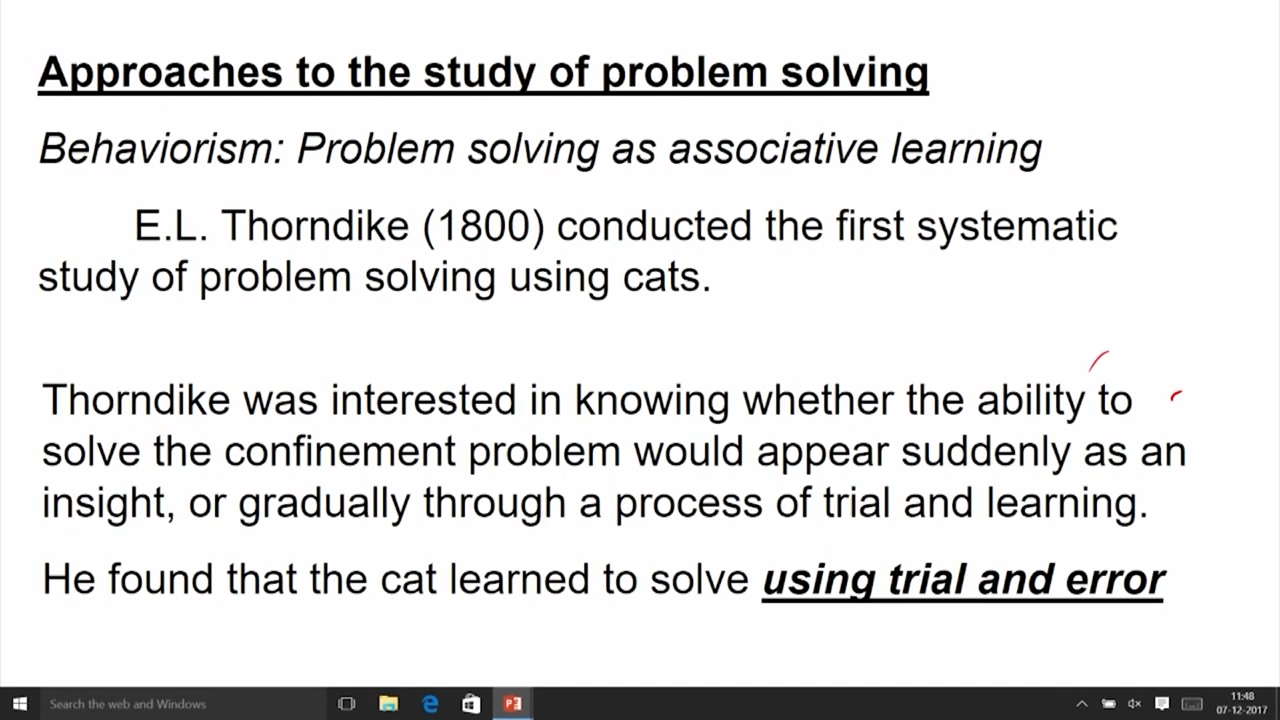 Approaches to the study of problem solving
Behaviorism: Problem solving as associative learning
E.L. Thorndike (1800) conducted the first systematic
study of problem solving using cats.
Thorndike was interested in knowing whether the ability to
solve the confinement problem would appear suddenly as an
insight, or gradually through a process of trial and learning.
He found that the cat learned to solve using trial and error
Search the web and Windows
11:48
07-12-2017